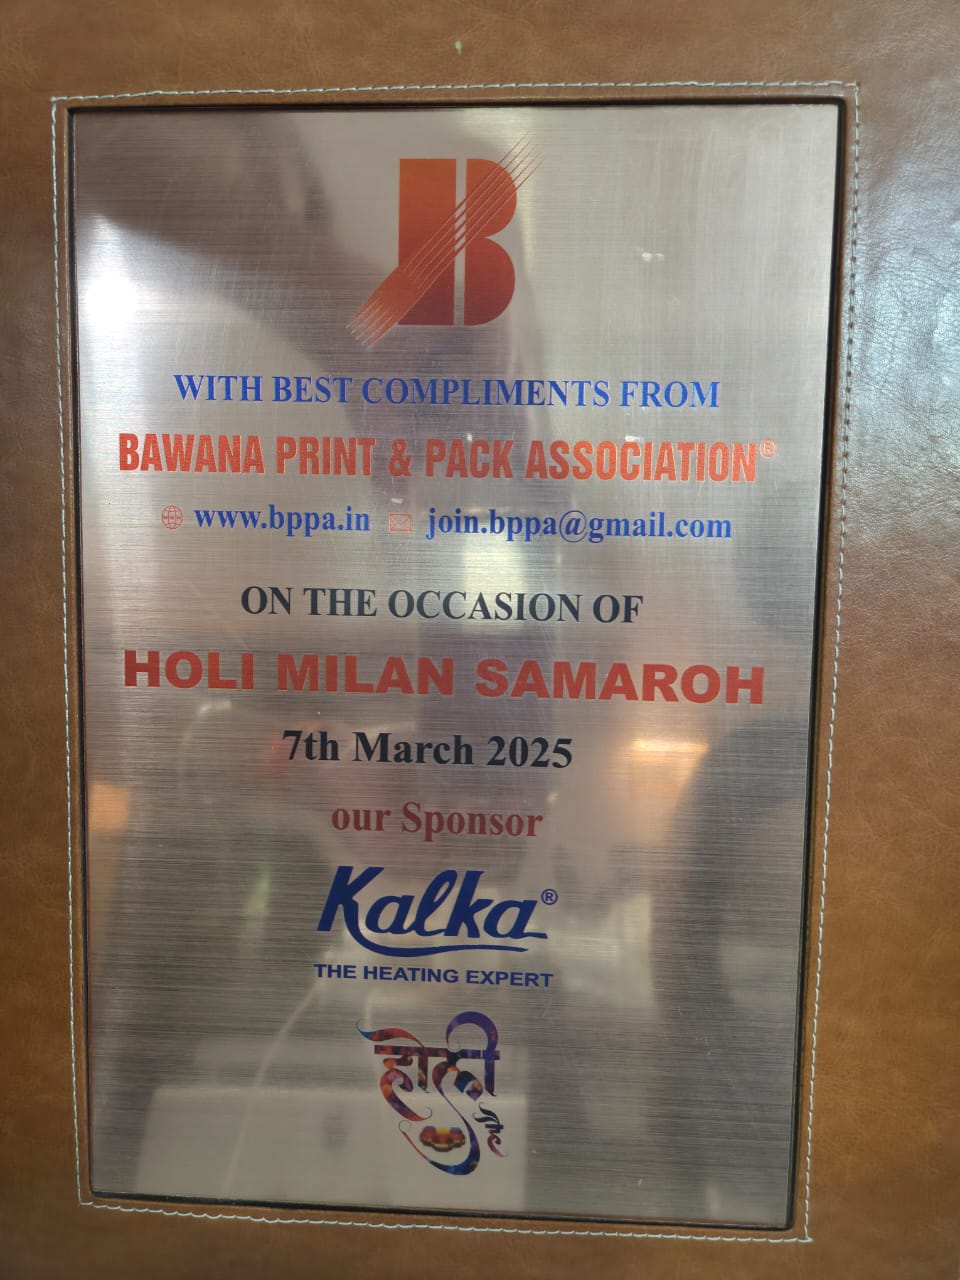 B
WITH BEST COMPLIMENTS FROM
BAWANA PRINT & PACK ASSOCIATION®
www.bppa.in join.bppa@gmail.com
ON THE OCCASION OF
HOLI MILAN SAMAROH
7th March 2025
our Sponsor
Kalka®
THE HEATING EXPERT
होली